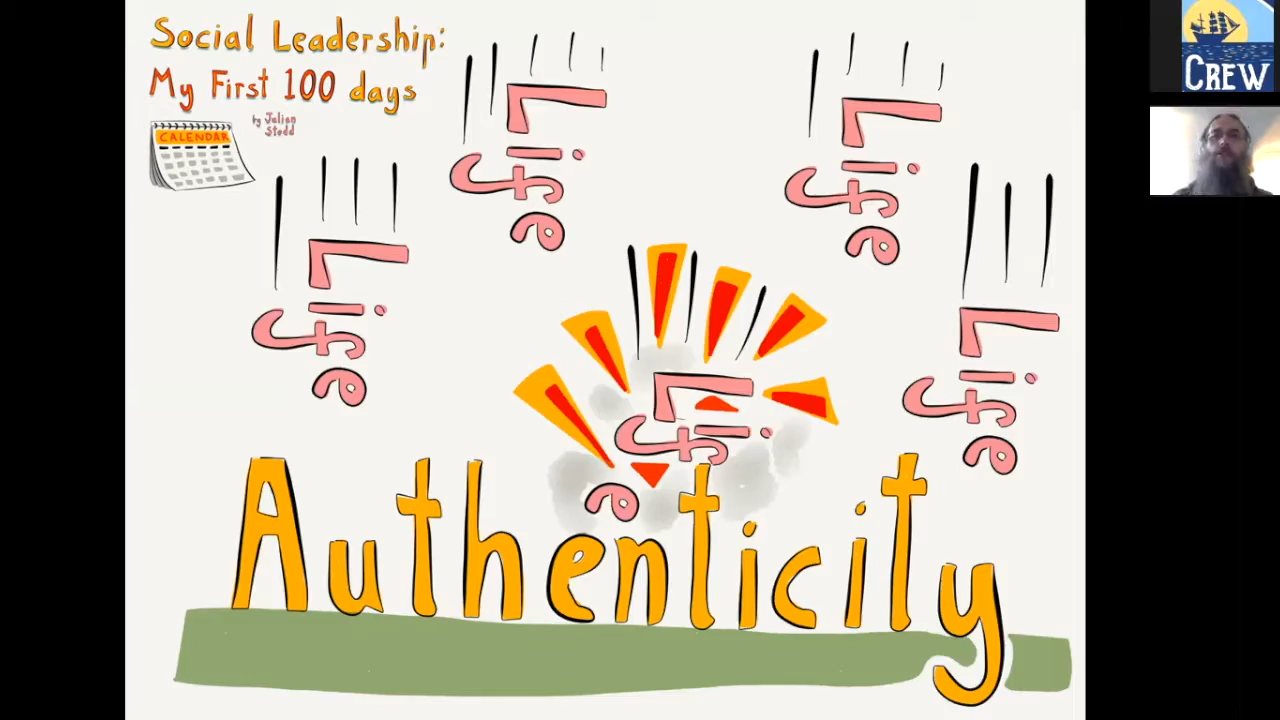 Social Leadership:
My First 100 days
by Julian
Stodd
CALENDAR
Life
Life
Life
Life
Life
Authenticity
CREW